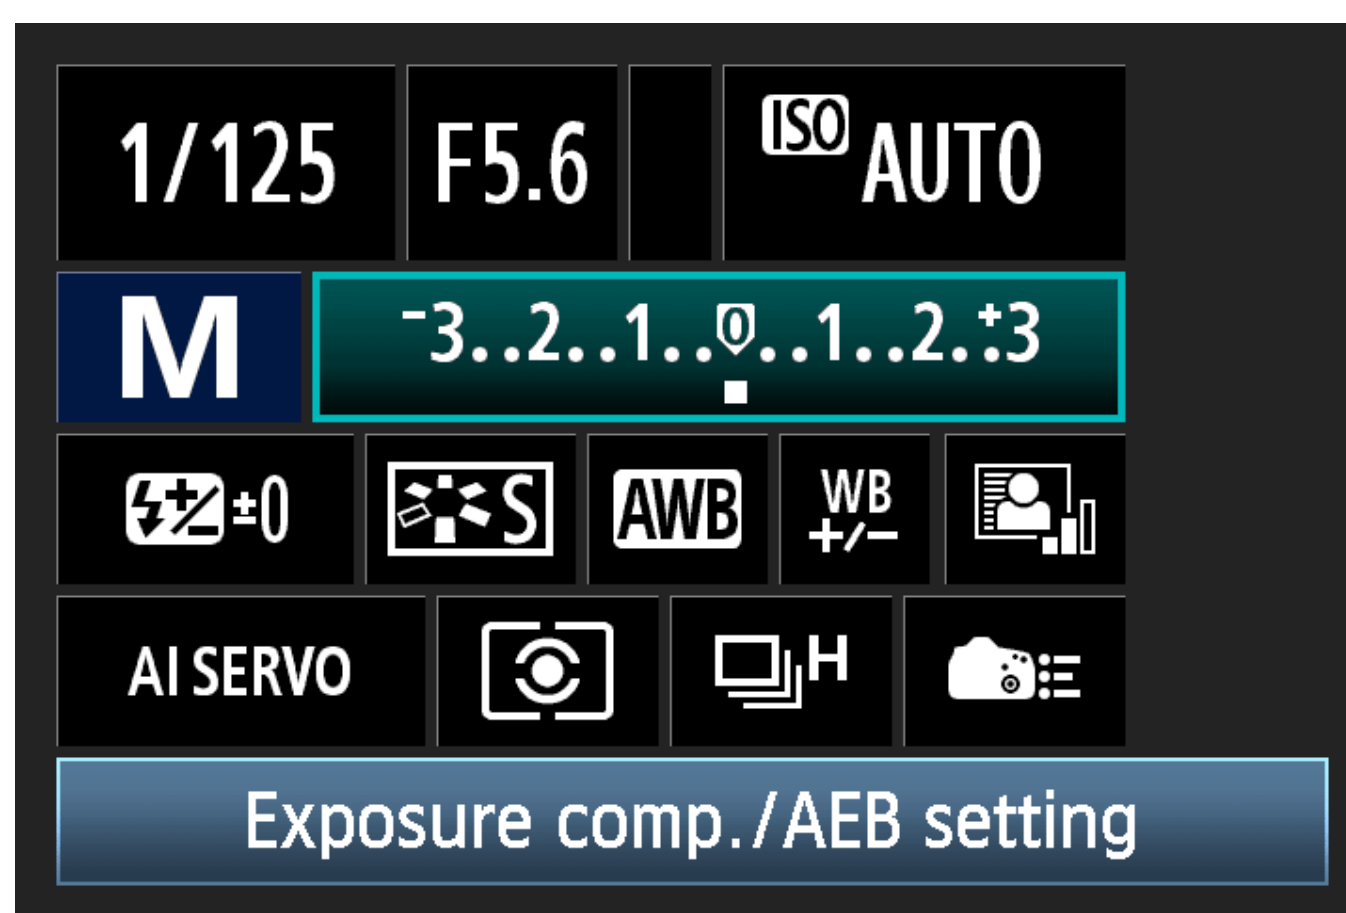 1/125 F5.6 ISO AUTO
M -3..2..1..0..1..2.:+3
±0 S AWB WB +/-
AI SERVO H
Exposure comp./AEB setting